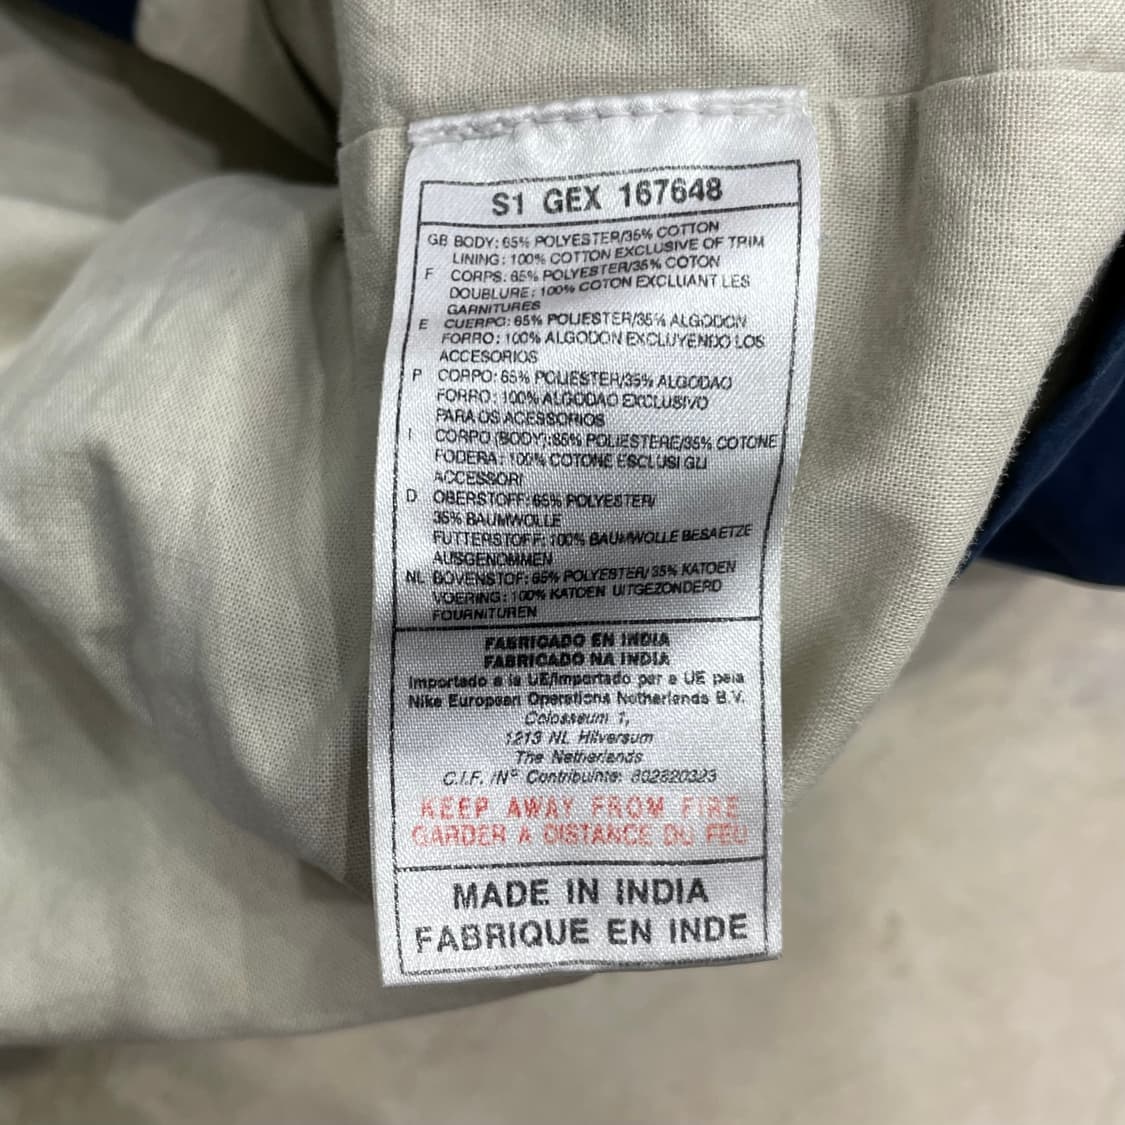 S1 GEX 167648
GB BODY: 65% POLYESTER/35% COTTON
LINING: 100% COTTON EXCLUSIVE OF TRIM
F CORPS: 65% POLYESTER/35% COTON
DOUBLURE: 100% COTON EXCLUANT LES
GARNITURES
E CUERPO: 65% POLIESTER/35% ALGODON
FORRO: 100% ALGODON EXCLUYENDO LOS
ACCESORIOS
P CORPO: 65% POLIESTER/35% ALGODAO
FORRO: 100% ALGODAO EXCLUSIVO
PARA OS ACESSORIOS
I CORPO (BODY):65% POLIESTERE/35% COTONE
FODERA: 100% COTONE ESCLUSI GLI
ACCESSORI
D OBERSTOFF: 65% POLYESTER/
35% BAUMWOLLE
FUTTERSTOFF: 100% BAUMWOLLE BESAETZE
AUSGENOMMEN
NL BOVENSTOF: 65% POLYESTER/ 35% KATOEN
VOERING: 100% KATOEN UITGEZONDERD
FOURNITUREN
FABRICADO EN INDIA
FABRICADO NA INDIA
Importado a la UE/Importado par a UE pela
Nike European Operations Netherlands B.V.
Colosseum 1,
1213 NL Hilversum
The Netherlands
C.I.F. /Nº Contribuinte: 802820323
KEEP AWAY FROM FIRE
GARDER A DISTANCE DU FEU
MADE IN INDIA
FABRIQUE EN INDE